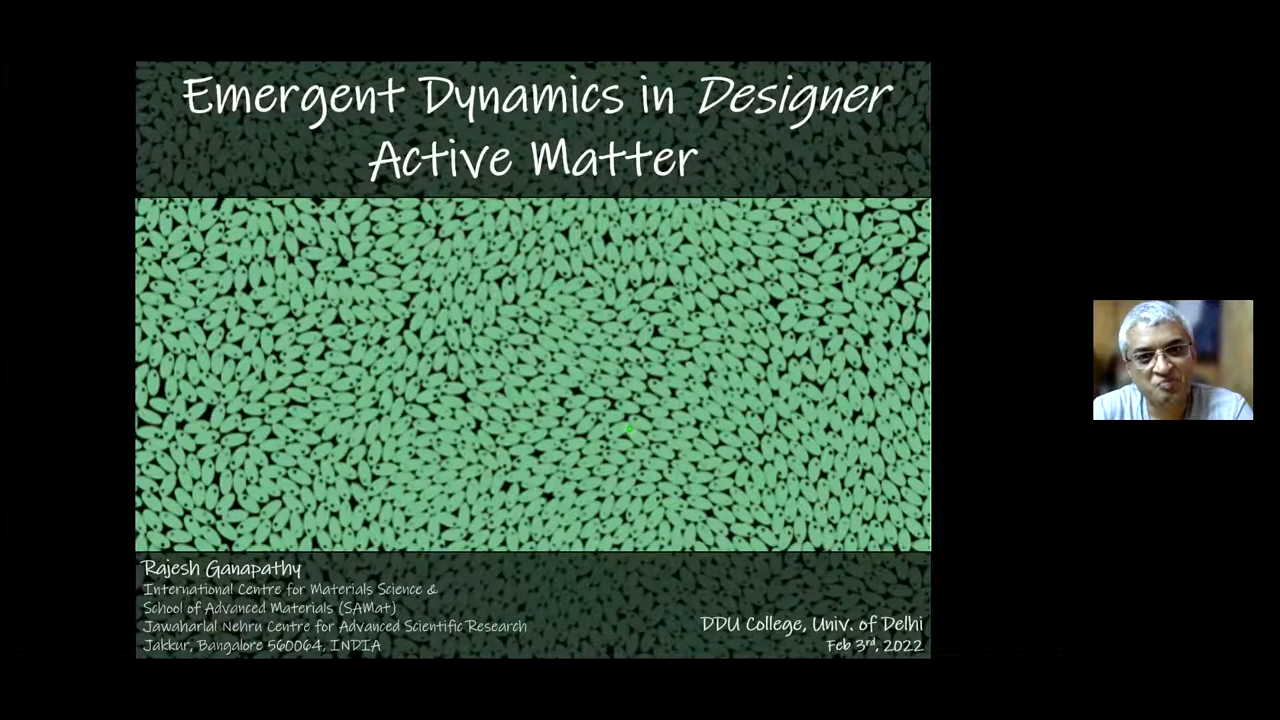 Emergent Dynamics in Designer
Active Matter
Rajesh Ganapathy
International Centre for Materials Science &
School of Advanced Materials (SAMat)
Jawaharlal Nehru Centre for Advanced Scientific Research
Jakkur, Bangalore 560064, INDIA
DDU College, Univ. of Delhi
Feb 3rd, 2022